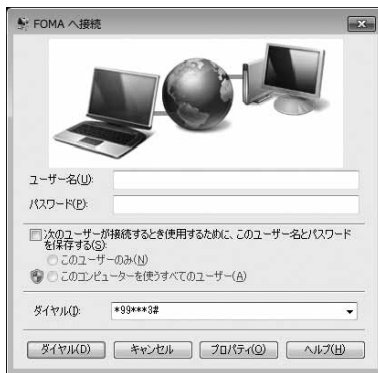 FOMA へ接続
ユーザー名(U):
パスワード(P):
次のユーザーが接続するとき使用するために、このユーザー名とパスワード
を保存する(S):
このユーザーのみ(N)
このコンピューターを使うすべてのユーザー(A)
ダイヤル(I): *99***3#
ダイヤル(D) キャンセル プロパティ(O) ヘルプ(H)